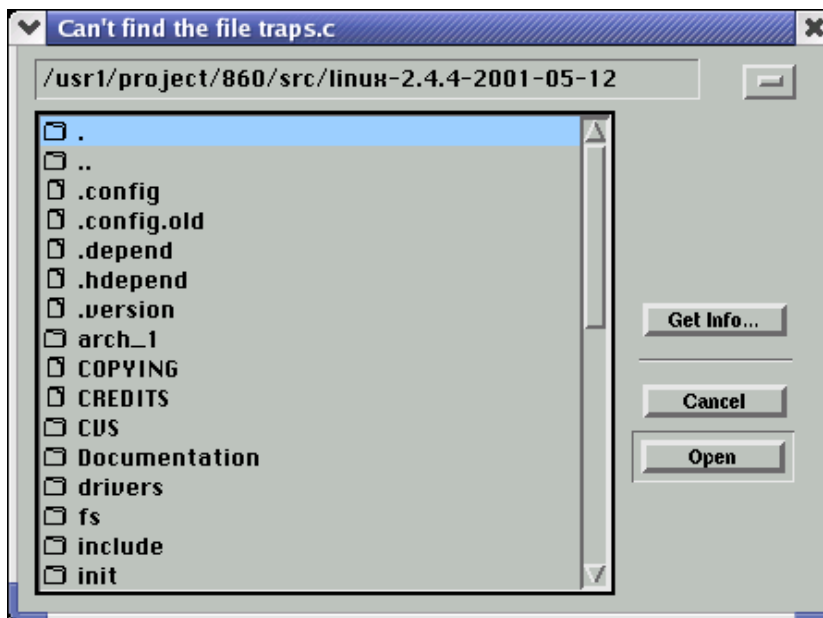 Can't find the file traps.c
/usr1/project/860/src/linux-2.4.4-2001-05-12
.
..
.config
.config.old
.depend
.hdepend
.version
arch_1
COPYING
CREDITS
CVS
Documentation
drivers
fs
include
init
Get Info...
Cancel
Open